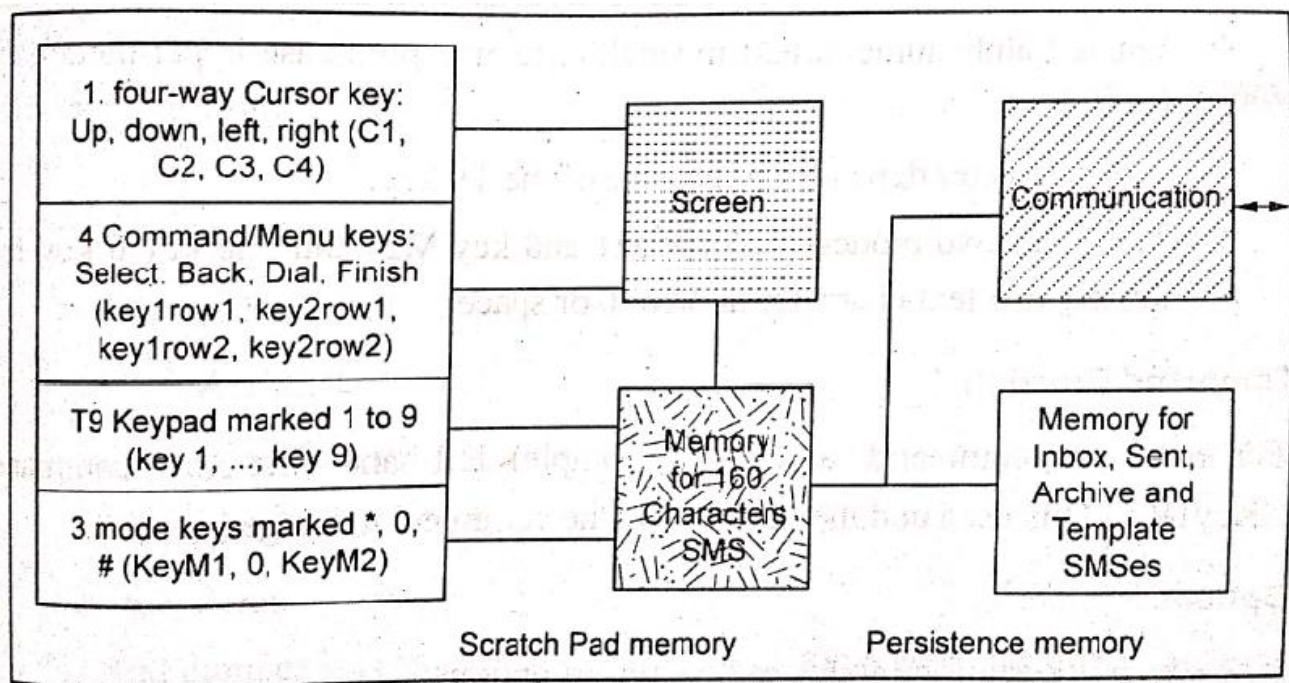 1. four-way Cursor key:
Up, down, left, right (C1,
C2, C3, C4)
4 Command/Menu keys:
Select. Back, Dial, Finish
(key1row1, key2row1,
key1row2, key2row2)
T9 Keypad marked 1 to 9
(key 1, ... key 9)
3 mode keys marked *, 0,
# (KeyM1, 0, KeyM2)
Screen
Communication
Memory
for 160
Characters
SMS
Memory for
Inbox, Sent,
Archive and
Template
SMSes
Scratch Pad memory
Persistence memory